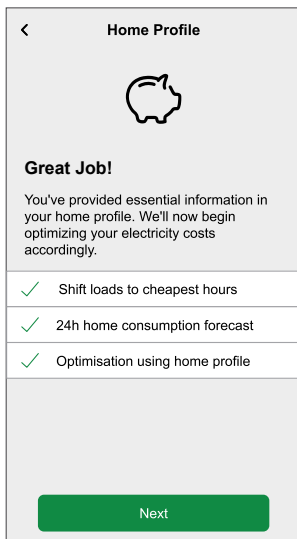 Home Profile
Great Job!
You've provided essential information in
your home profile. We'll now begin
optimizing your electricity costs
accordingly.
Shift loads to cheapest hours
24h home consumption forecast
Optimisation using home profile
Next